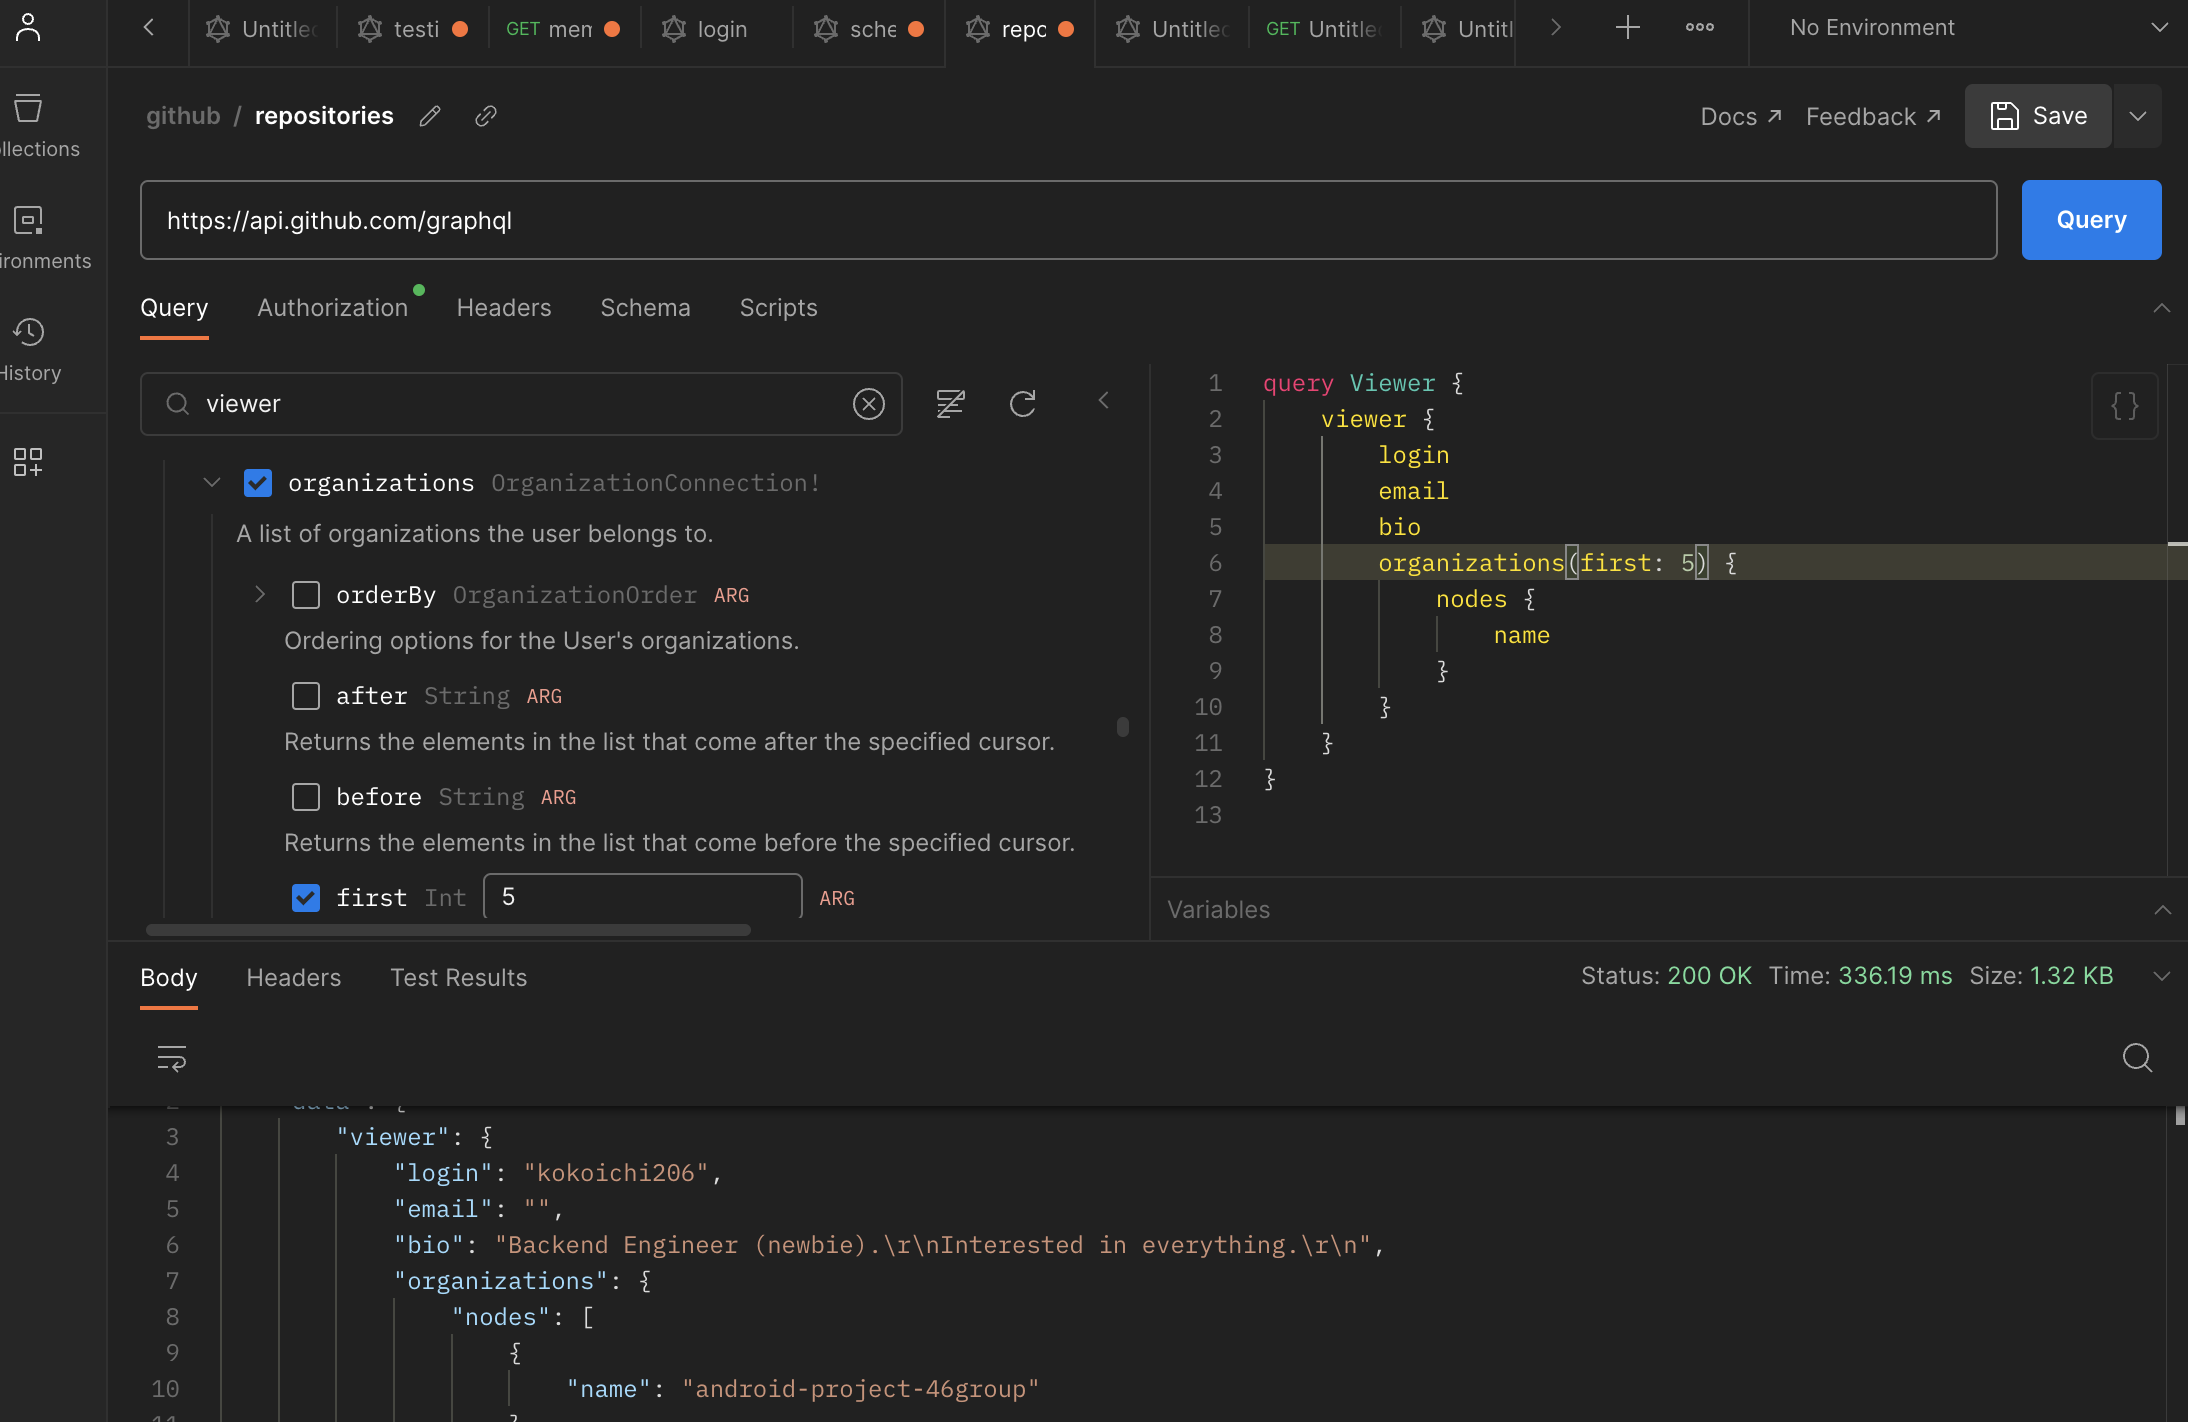 Untitle
testi
GET mem
login
sche
repo
Untitle
GET Untitle
Untitl
No Environment
github / repositories
Docs ↗ Feedback ↗ Save
https://api.github.com/graphql
Query
Query Authorization Headers Schema Scripts
llections
ironments
History
viewer
organizations OrganizationConnection!
A list of organizations the user belongs to.
orderBy OrganizationOrder ARG
Ordering options for the User's organizations.
after String ARG
Returns the elements in the list that come after the specified cursor.
before String ARG
Returns the elements in the list that come before the specified cursor.
first Int 5 ARG
1 query Viewer {
2 viewer {
3 login
4 email
5 bio
6 organizations(first: 5) {
7 nodes {
8 name
9 }
10 }
11 }
12 }
13
{}
Variables
Body Headers Test Results
Status: 200 OK Time: 336.19 ms Size: 1.32 KB
3 "viewer": {
4 "login": "kokoichi206",
5 "email": "",
6 "bio": "Backend Engineer (newbie).\r\nInterested in everything.\r\n",
7 "organizations": {
8 "nodes": [
9 {
10 "name": "android-project-46group"